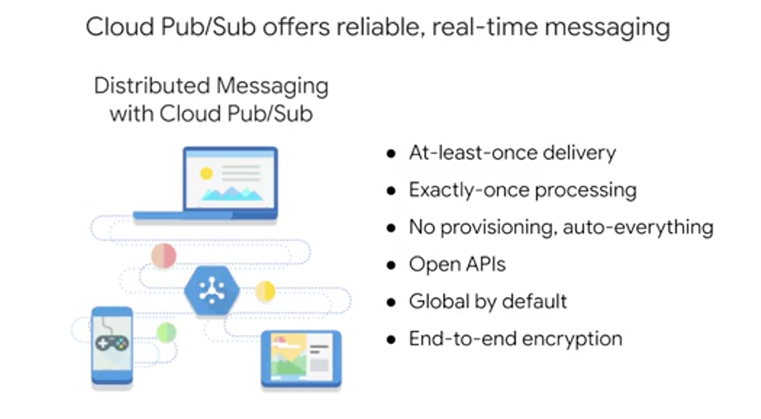 Cloud Pub/Sub offers reliable, real-time messaging
Distributed Messaging
with Cloud Pub/Sub
● At-least-once delivery
● Exactly-once processing
● No provisioning, auto-everything
● Open APIs
● Global by default
● End-to-end encryption